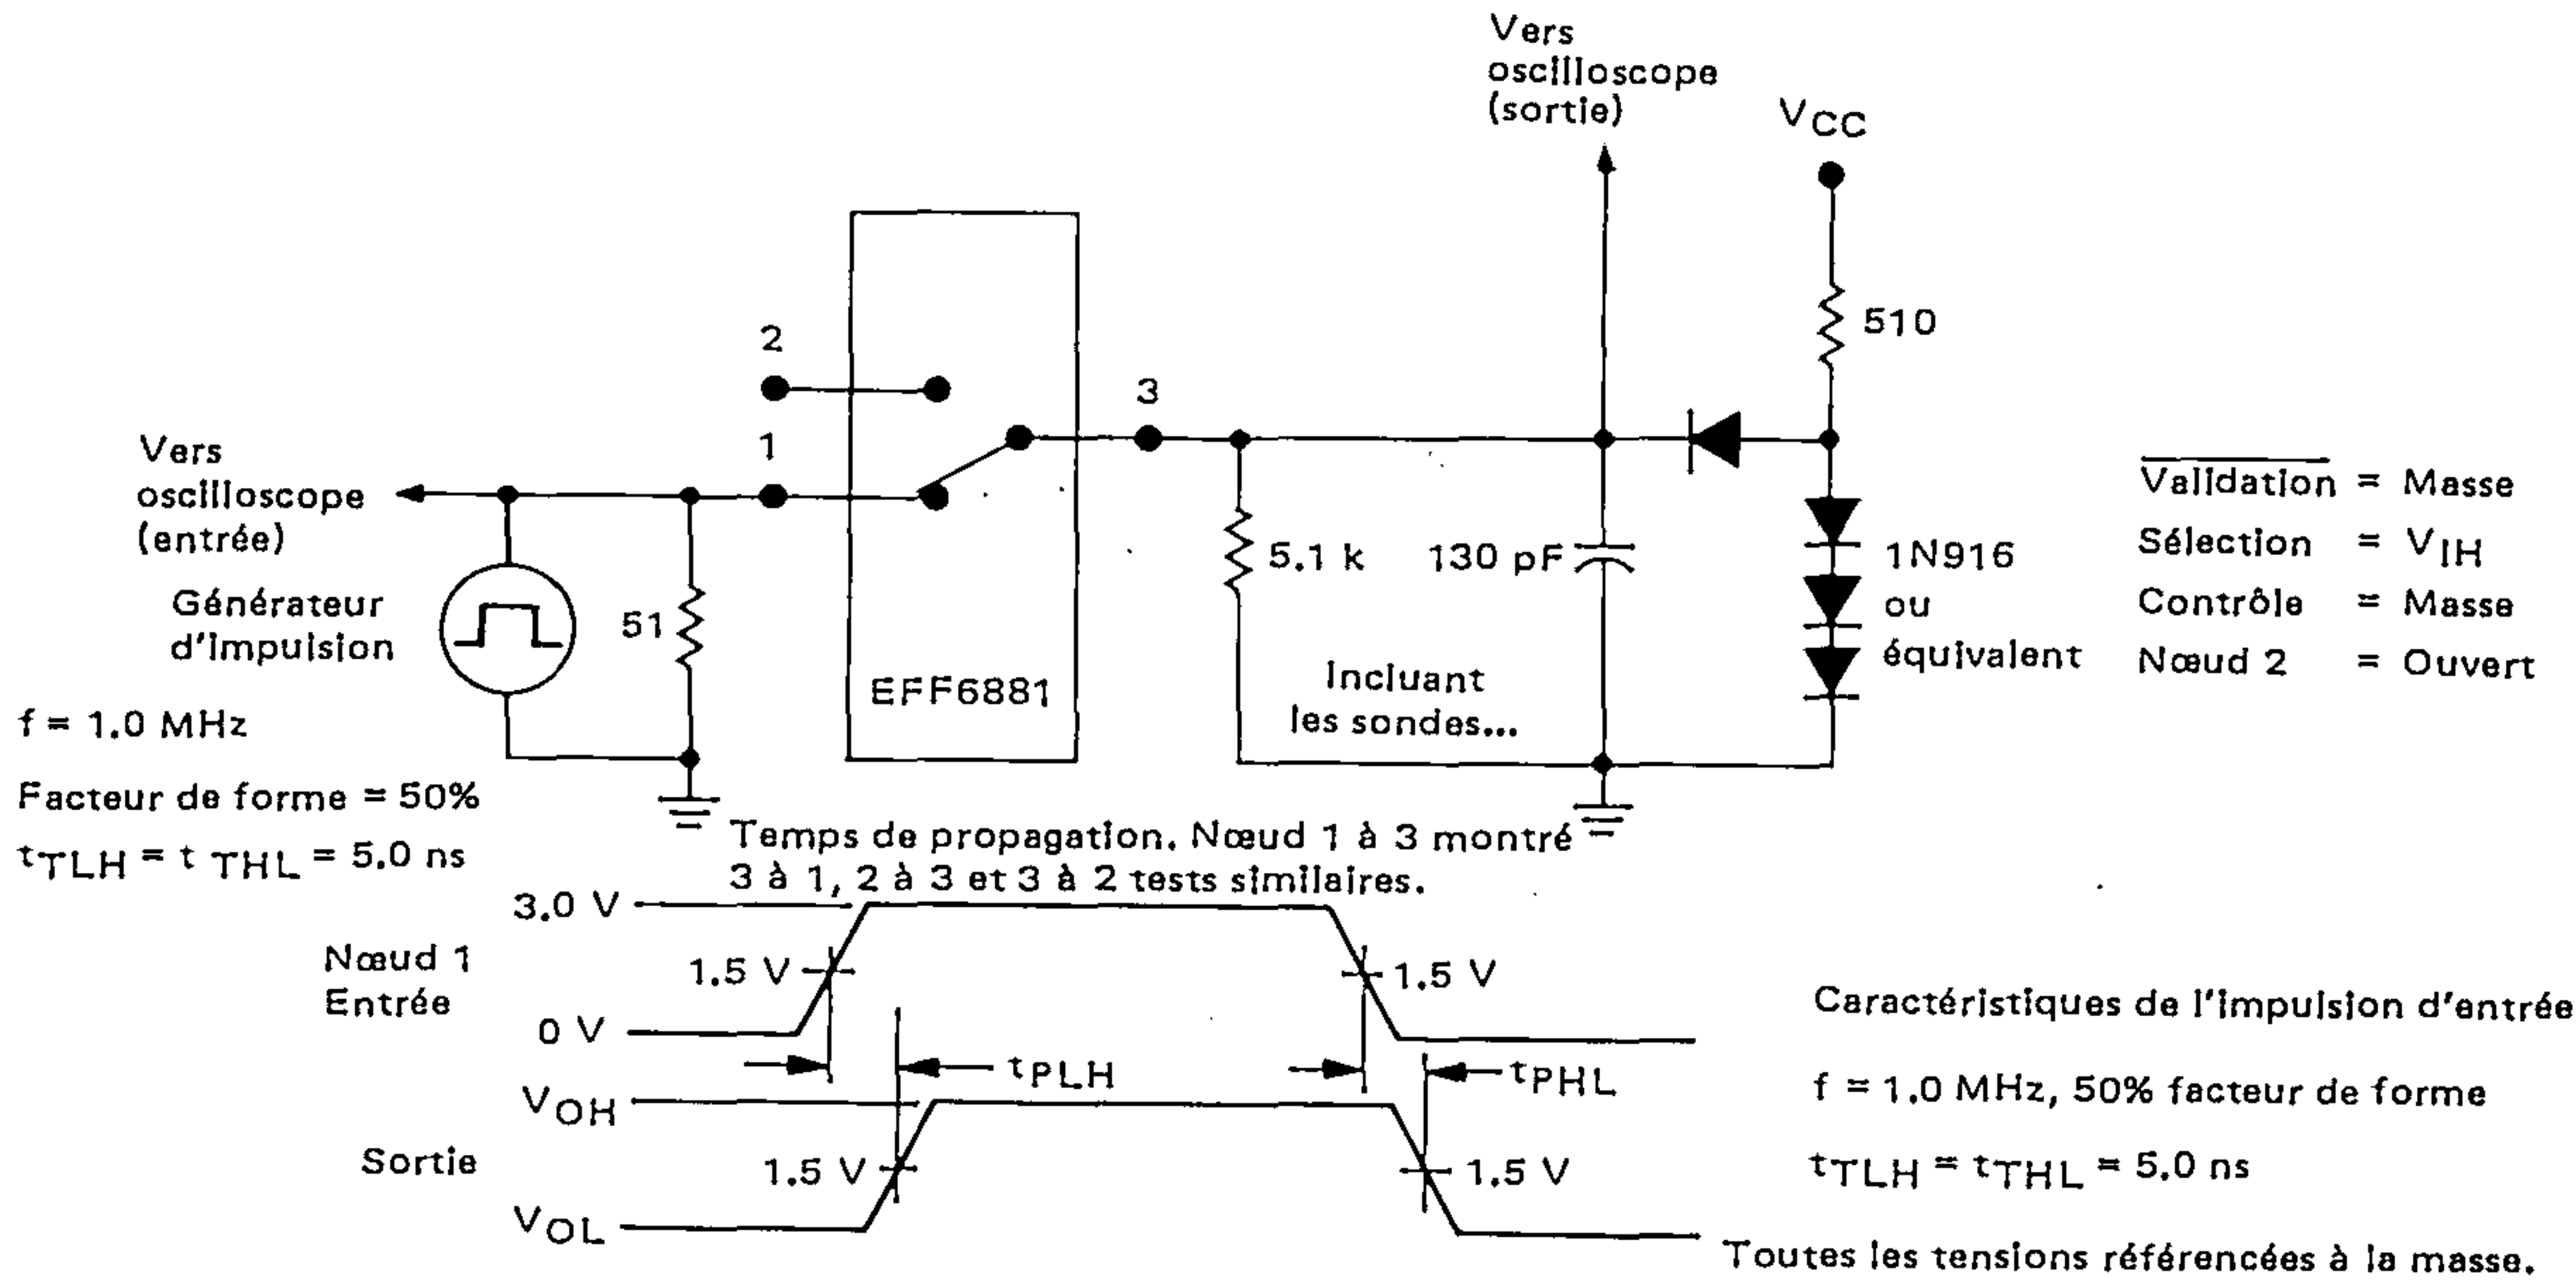 Vers
oscilloscope
(sortie)
VCC
510
2
3
1
Vers
oscilloscope
(entrée)
Générateur
d'impulsion
51
EFF6881
5.1 k
130 pF
Incluant
les sondes...
1N916
ou
équivalent
Validation = Masse
Sélection = VIH
Contrôle = Masse
Nœud 2 = Ouvert
f = 1.0 MHz
Facteur de forme = 50%
tTLH = t THL = 5.0 ns
Temps de propagation. Nœud 1 à 3 montré
3 à 1, 2 à 3 et 3 à 2 tests similaires.
3.0 V
Nœud 1
Entrée
1.5 V
1.5 V
0 V
tPLH
tPHL
VOH
Sortie
1.5 V
1.5 V
VOL
Caractéristiques de l'impulsion d'entrée
f = 1.0 MHz, 50% facteur de forme
tTLH = tTHL = 5.0 ns
Toutes les tensions référencées à la masse.